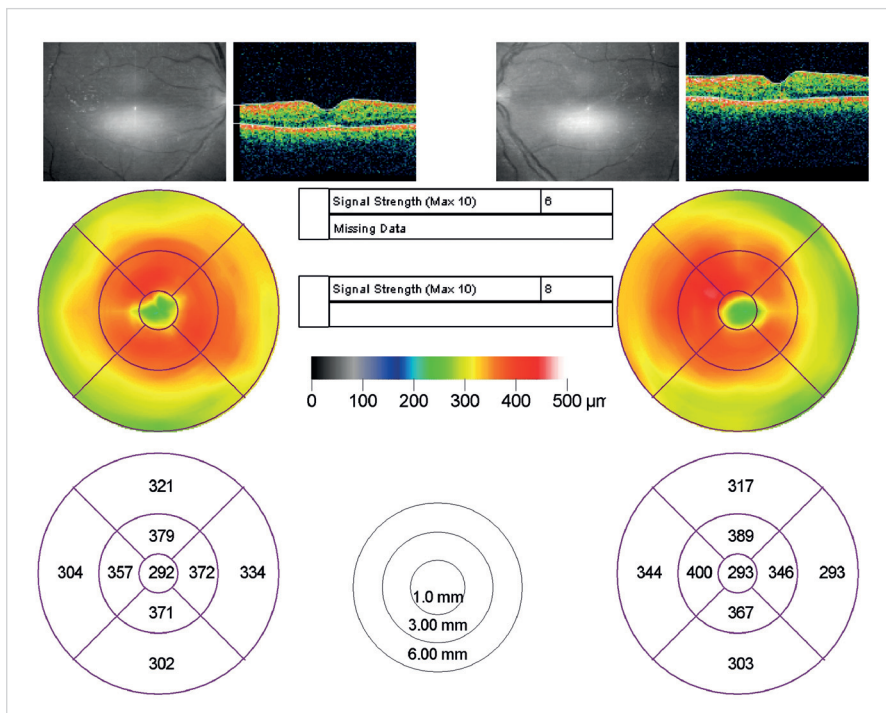 Signal Strength (Max 10) 6
Missing Data
Signal Strength (Max 10) 8
0 100 200 300 400 500 µm
321
379
304 357 292 372 334
371
302
1.0 mm
3.00 mm
6.00 mm
317
389
344 400 293 346 293
367
303